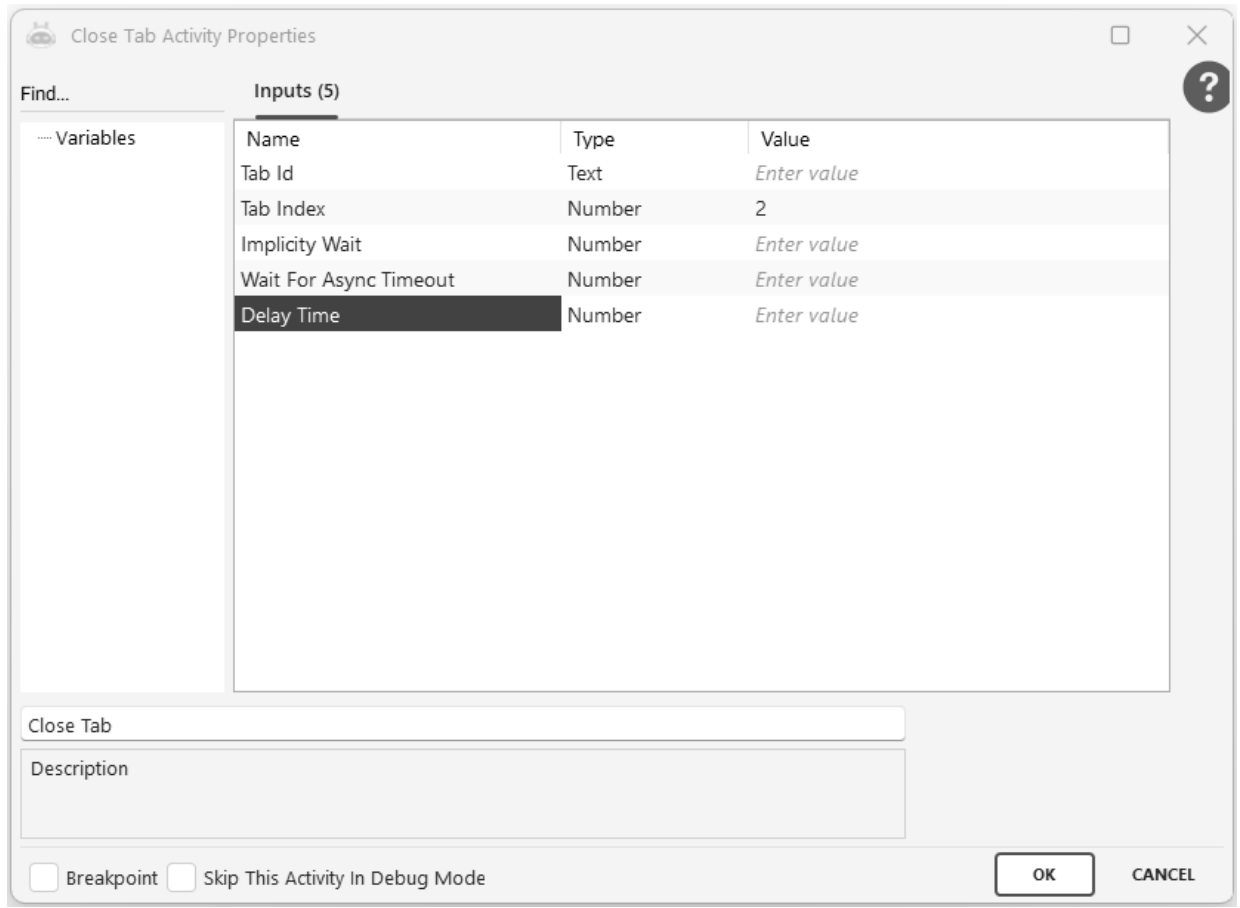 Close Tab Activity Properties
?
Find...
Inputs (5)
Variables
Name Type Value
Tab Id Text Enter value
Tab Index Number 2
Implicity Wait Number Enter value
Wait For Async Timeout Number Enter value
Delay Time Number Enter value
Close Tab
Description
Breakpoint Skip This Activity In Debug Mode OK CANCEL